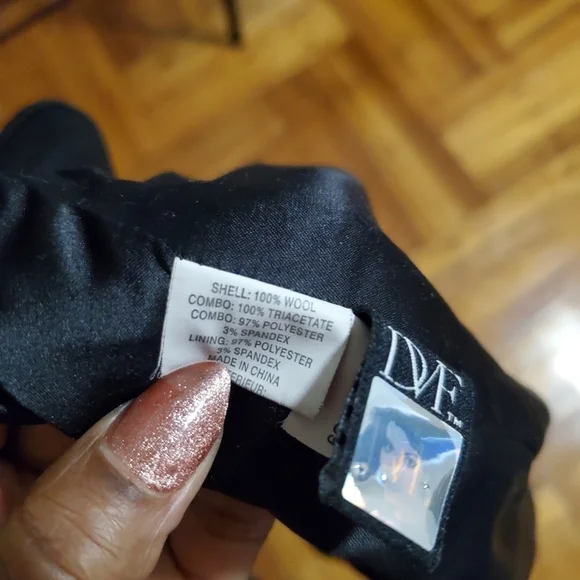 SHELL: 100% WOOL
COMBO: 100% TRIACETATE
COMBO: 97% POLYESTER
3% SPANDEX
LINING: 97% POLYESTER
3% SPANDEX
MADE IN CHINA
DVF™